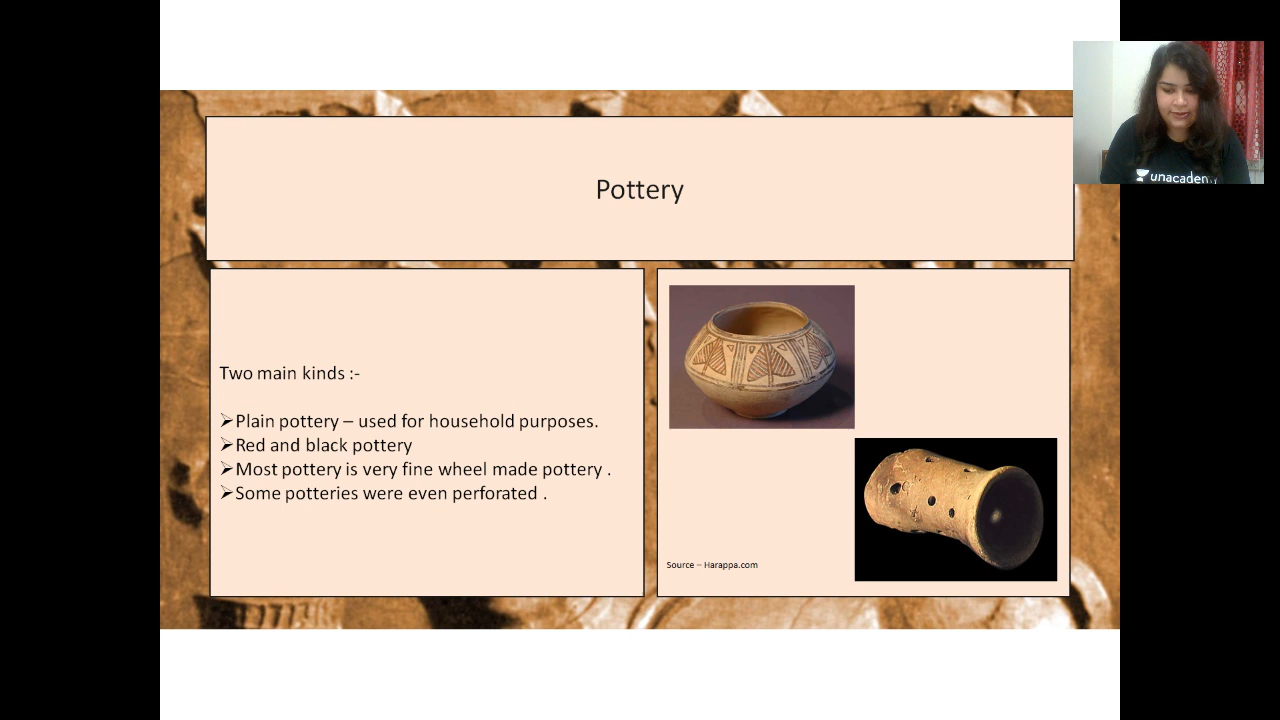 Pottery
Two main kinds :-
➢Plain pottery – used for household purposes.
➢Red and black pottery
➢Most pottery is very fine wheel made pottery .
➢Some potteries were even perforated .
Source – Harappa.com
unacademy